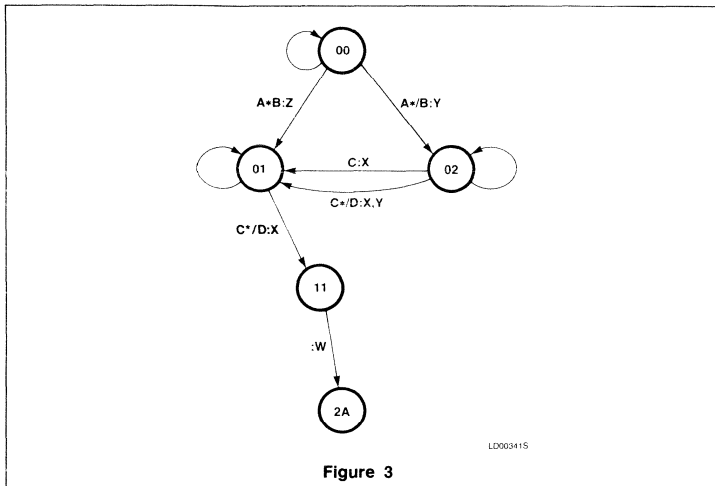 00
A*B:Z
A*/B:Y
01
C:X
02
C*/D:X,Y
C*/D:X
11
:W
2A
LD00341S
Figure 3